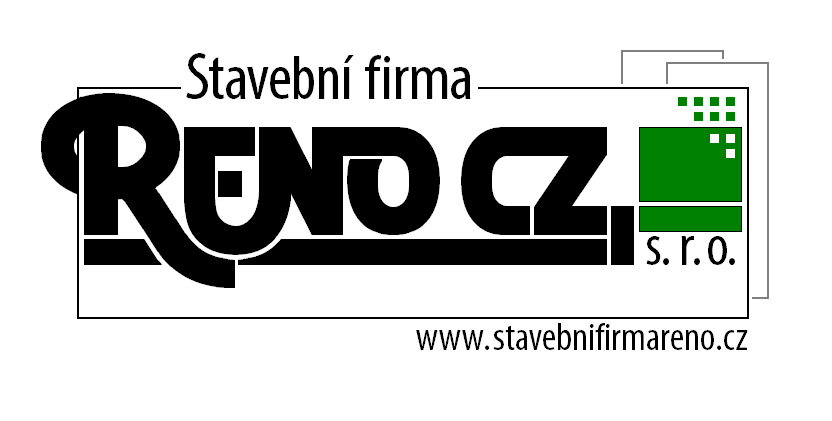 Stavební firma
RENO CZ,
s. r. o.
www.stavebnifirmareno.cz